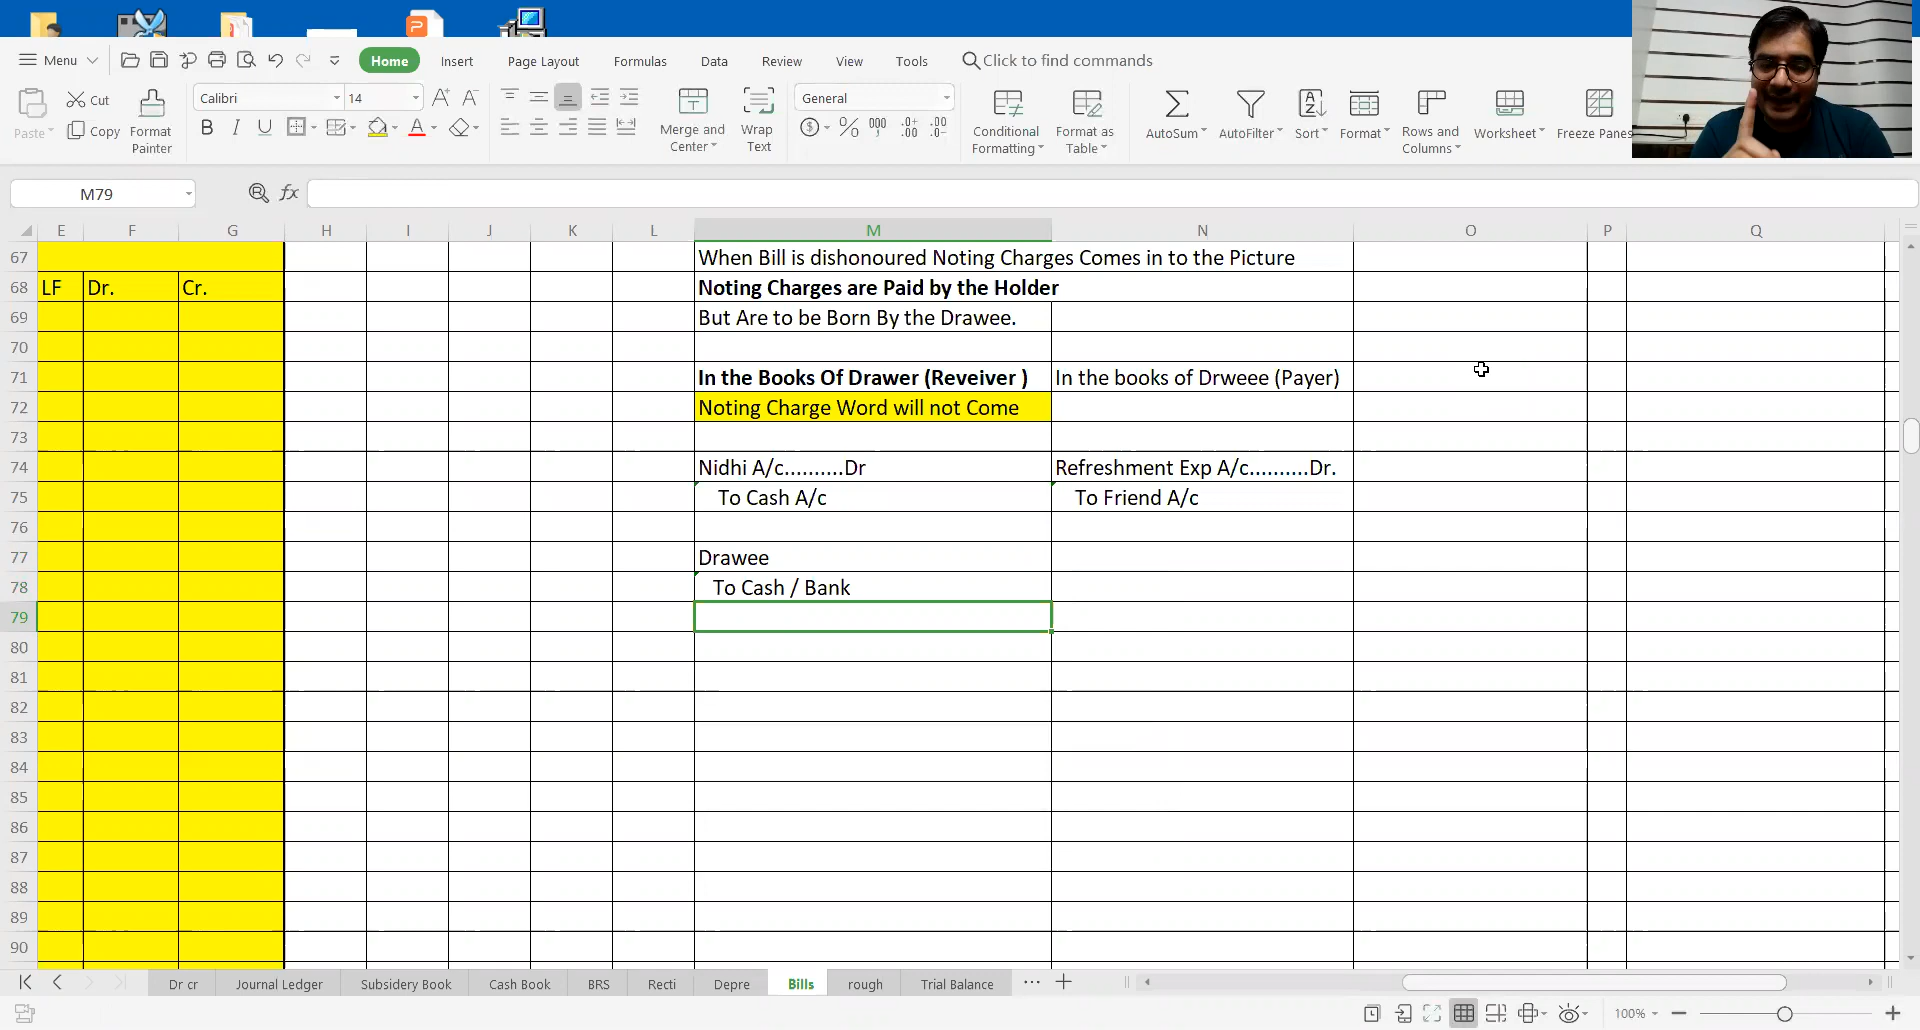 Menu
Home
Insert
Page Layout
Formulas
Data
Review
View
Tools
Click to find commands
Paste
Cut
Copy
Format Painter
Calibri
14
General
Merge and Center
Wrap Text
Conditional Formatting
Format as Table
AutoSum
AutoFilter
Sort
Format
Rows and Columns
Worksheet
Freeze Panes
M79
fx
E F G H I J K L M N O P Q
67 When Bill is dishonoured Noting Charges Comes in to the Picture
68 LF Dr. Cr. Noting Charges are Paid by the Holder
69 But Are to be Born By the Drawee.
70
71 In the Books Of Drawer (Reveiver ) In the books of Drweee (Payer)
72 Noting Charge Word will not Come
73
74 Nidhi A/c..........Dr Refreshment Exp A/c..........Dr.
75 To Cash A/c To Friend A/c
76
77 Drawee
78 To Cash / Bank
79
80
81
82
83
84
85
86
87
88
89
90
Dr cr
Journal Ledger
Subsidery Book
Cash Book
BRS
Recti
Depre
Bills
rough
Trial Balance
100%